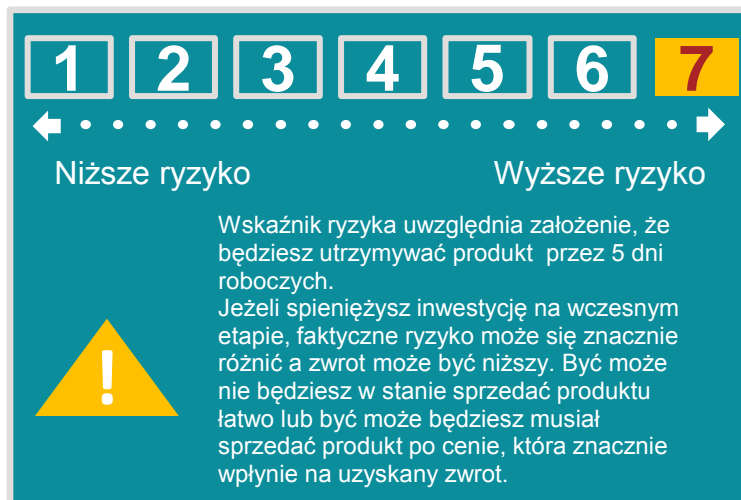 1 2 3 4 5 6 7
Niższe ryzyko Wyższe ryzyko
Wskaźnik ryzyka uwzględnia założenie, że
będziesz utrzymywać produkt przez 5 dni
roboczych.
Jeżeli spieniężysz inwestycję na wczesnym
etapie, faktyczne ryzyko może się znacznie
różnić a zwrot może być niższy. Być może
nie będziesz w stanie sprzedać produktu
łatwo lub być może będziesz musiał
sprzedać produkt po cenie, która znacznie
wpłynie na uzyskany zwrot.
!